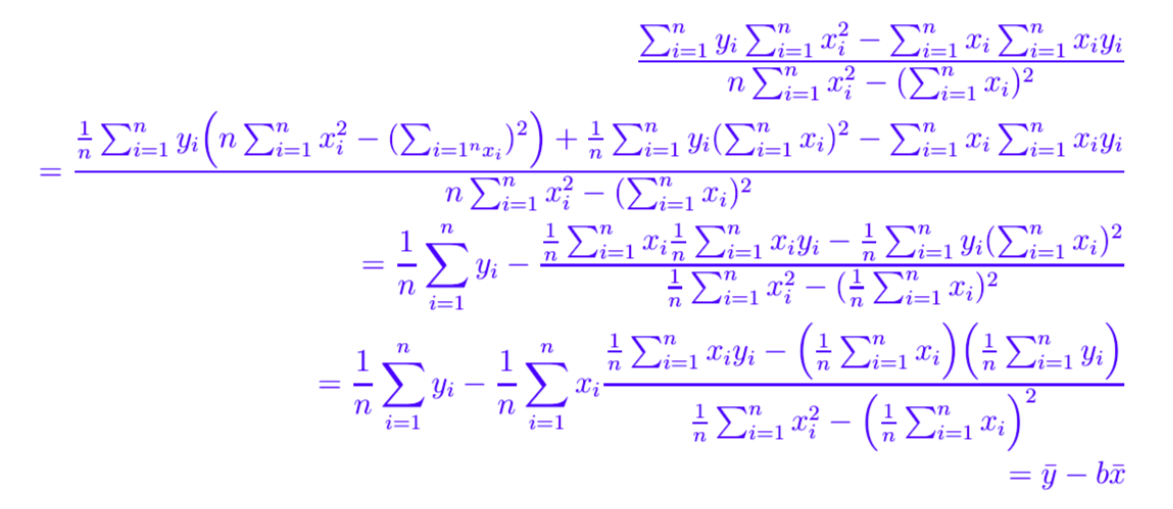 \frac{\sum_{i=1}^{n} y_i \sum_{i=1}^{n} x_i^2 - \sum_{i=1}^{n} x_i \sum_{i=1}^{n} x_i y_i}{n \sum_{i=1}^{n} x_i^2 - (\sum_{i=1}^{n} x_i)^2}
= \frac{\frac{1}{n} \sum_{i=1}^{n} y_i \left( n \sum_{i=1}^{n} x_i^2 - (\sum_{i=1^n x_i})^2 \right) + \frac{1}{n} \sum_{i=1}^{n} y_i (\sum_{i=1}^{n} x_i)^2 - \sum_{i=1}^{n} x_i \sum_{i=1}^{n} x_i y_i}{n \sum_{i=1}^{n} x_i^2 - (\sum_{i=1}^{n} x_i)^2}
= \frac{1}{n} \sum_{i=1}^{n} y_i - \frac{\frac{1}{n} \sum_{i=1}^{n} x_i \frac{1}{n} \sum_{i=1}^{n} x_i y_i - \frac{1}{n} \sum_{i=1}^{n} y_i (\sum_{i=1}^{n} x_i)^2}{\frac{1}{n} \sum_{i=1}^{n} x_i^2 - (\frac{1}{n} \sum_{i=1}^{n} x_i)^2}
= \frac{1}{n} \sum_{i=1}^{n} y_i - \frac{1}{n} \sum_{i=1}^{n} x_i \frac{\frac{1}{n} \sum_{i=1}^{n} x_i y_i - \left( \frac{1}{n} \sum_{i=1}^{n} x_i \right) \left( \frac{1}{n} \sum_{i=1}^{n} y_i \right)}{\frac{1}{n} \sum_{i=1}^{n} x_i^2 - \left( \frac{1}{n} \sum_{i=1}^{n} x_i \right)^2}
= \bar{y} - b\bar{x}